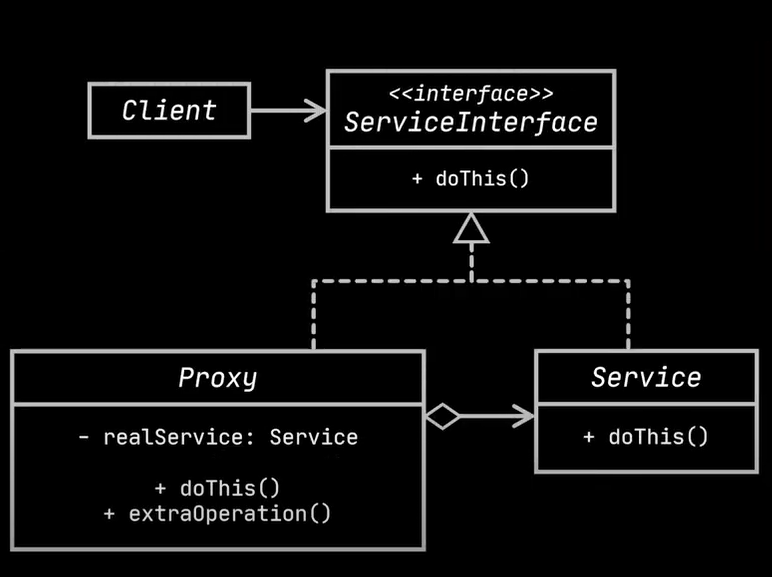 Client
<<interface>>
ServiceInterface
+ doThis()
Proxy
- realService: Service
+ doThis()
+ extraOperation()
Service
+ doThis()